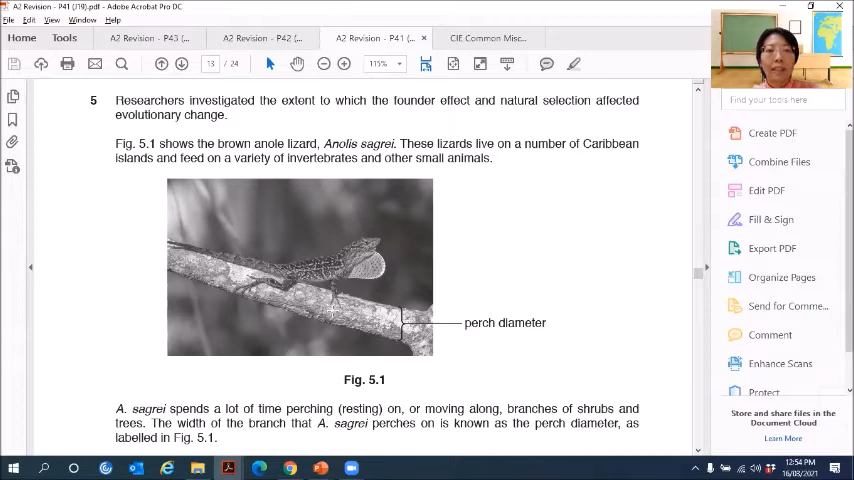 A2 Revision - P41 (J19).pdf - Adobe Acrobat Pro DC
File Edit View Window Help
Home Tools A2 Revision - P43 (... A2 Revision - P42 (... A2 Revision - P41 (... × CIE Common Misc...
13 / 24 115%
Find your tools here
5 Researchers investigated the extent to which the founder effect and natural selection affected
evolutionary change.
Fig. 5.1 shows the brown anole lizard, Anolis sagrei. These lizards live on a number of Caribbean
islands and feed on a variety of invertebrates and other small animals.
perch diameter
Fig. 5.1
A. sagrei spends a lot of time perching (resting) on, or moving along, branches of shrubs and
trees. The width of the branch that A. sagrei perches on is known as the perch diameter, as
labelled in Fig. 5.1.
Create PDF
Combine Files
Edit PDF
Fill & Sign
Export PDF
Organize Pages
Send for Comme...
Comment
Enhance Scans
Protect
Store and share files in the
Document Cloud
Learn More
12:54 PM
16/08/2021